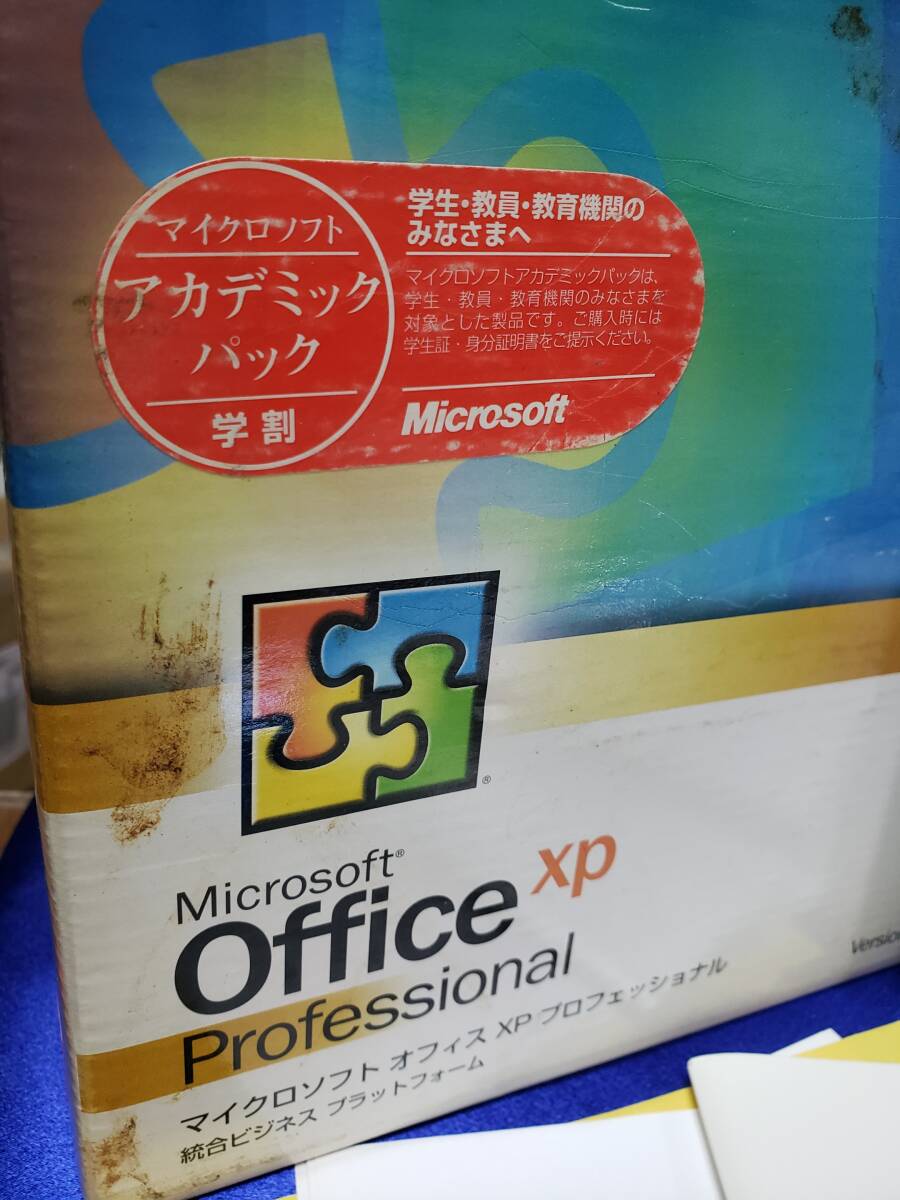 マイクロソフト
アカデミック
パック
学割
学生・教員・教育機関の
みなさまへ
マイクロソフトアカデミックパックは、
学生・教員・教育機関のみなさまを
対象とした製品です。ご購入時には
学生証・身分証明書をご提示ください。
Microsoft
®
Microsoft®
Office xp
Professional
マイクロソフト オフィス XP プロフェッショナル
統合ビジネス プラットフォーム
Version